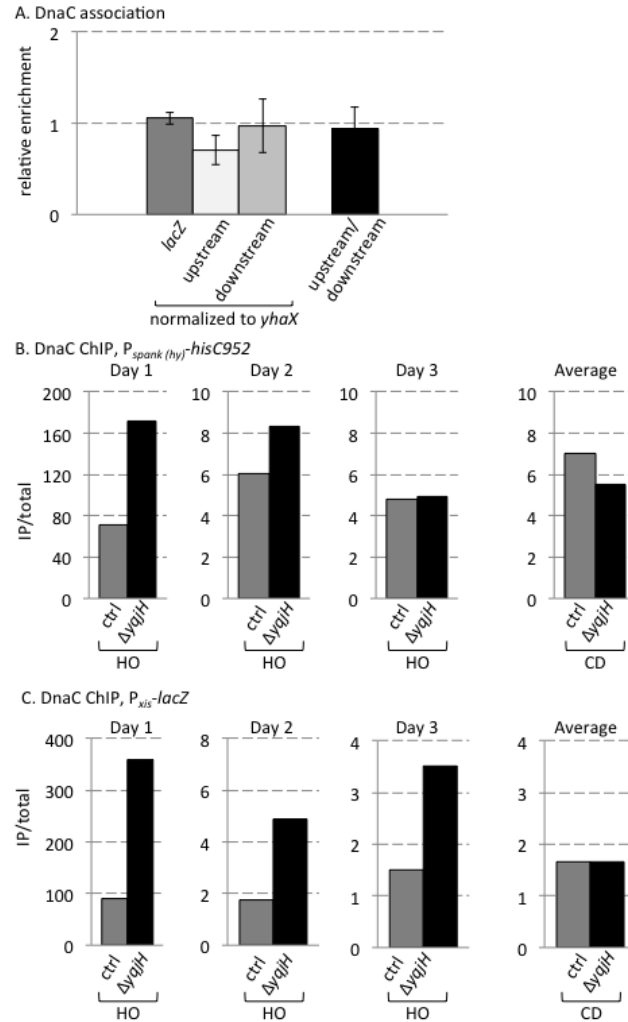 A. DnaC association
relative enrichment
2
1
0
lacZ
upstream
downstream
upstream/
downstream
normalized to yhaX
B. DnaC ChIP, Pspank (hy)-hisC952
Day 1
Day 2
Day 3
Average
IP/total
200
160
120
80
40
0
10
8
6
4
2
0
10
8
6
4
2
0
10
8
6
4
2
0
ctrl
ΔyqjH
ctrl
ΔyqjH
ctrl
ΔyqjH
ctrl
ΔyqjH
HO
HO
HO
CD
C. DnaC ChIP, Pxis-lacZ
Day 1
Day 2
Day 3
Average
IP/total
400
300
200
100
0
8
6
4
2
0
4
3
2
1
0
4
3
2
1
0
ctrl
ΔyqjH
ctrl
ΔyqjH
ctrl
ΔyqjH
ctrl
ΔyqjH
HO
HO
HO
CD